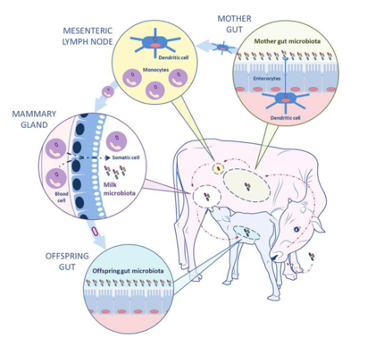 MESENTERIC
LYMPH NODE
MOTHER
GUT
Dendritic cell
Monocytes
Mother gut microbiota
Enterocytes
Dendritic cell
MAMMARY
GLAND
Somatic cell
Milk
microbiota
Blood
cell
OFFSPRING
GUT
Offspring gut microbiota